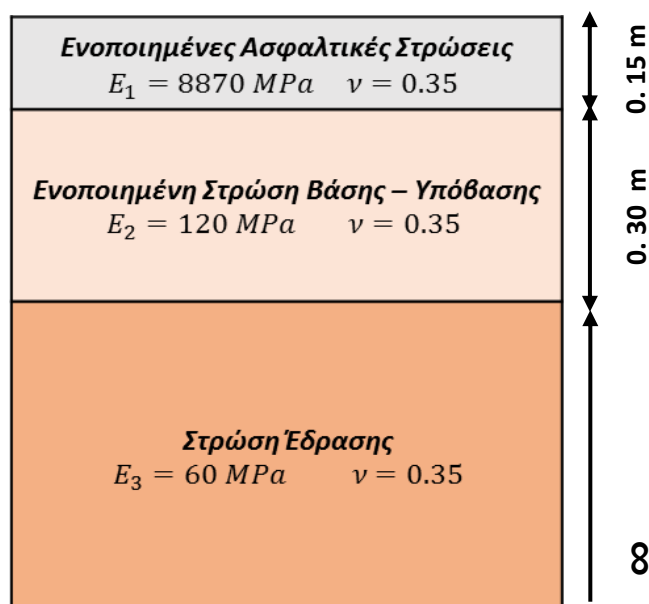 Ενοποιημένες Ασφαλτικές Στρώσεις
E₁ = 8870 MPa ν = 0.35
0. 15 m
Ενοποιημένη Στρώση Βάσης – Υπόβασης
E₂ = 120 MPa ν = 0.35
0. 30 m
Στρώση Έδρασης
E₃ = 60 MPa ν = 0.35
∞